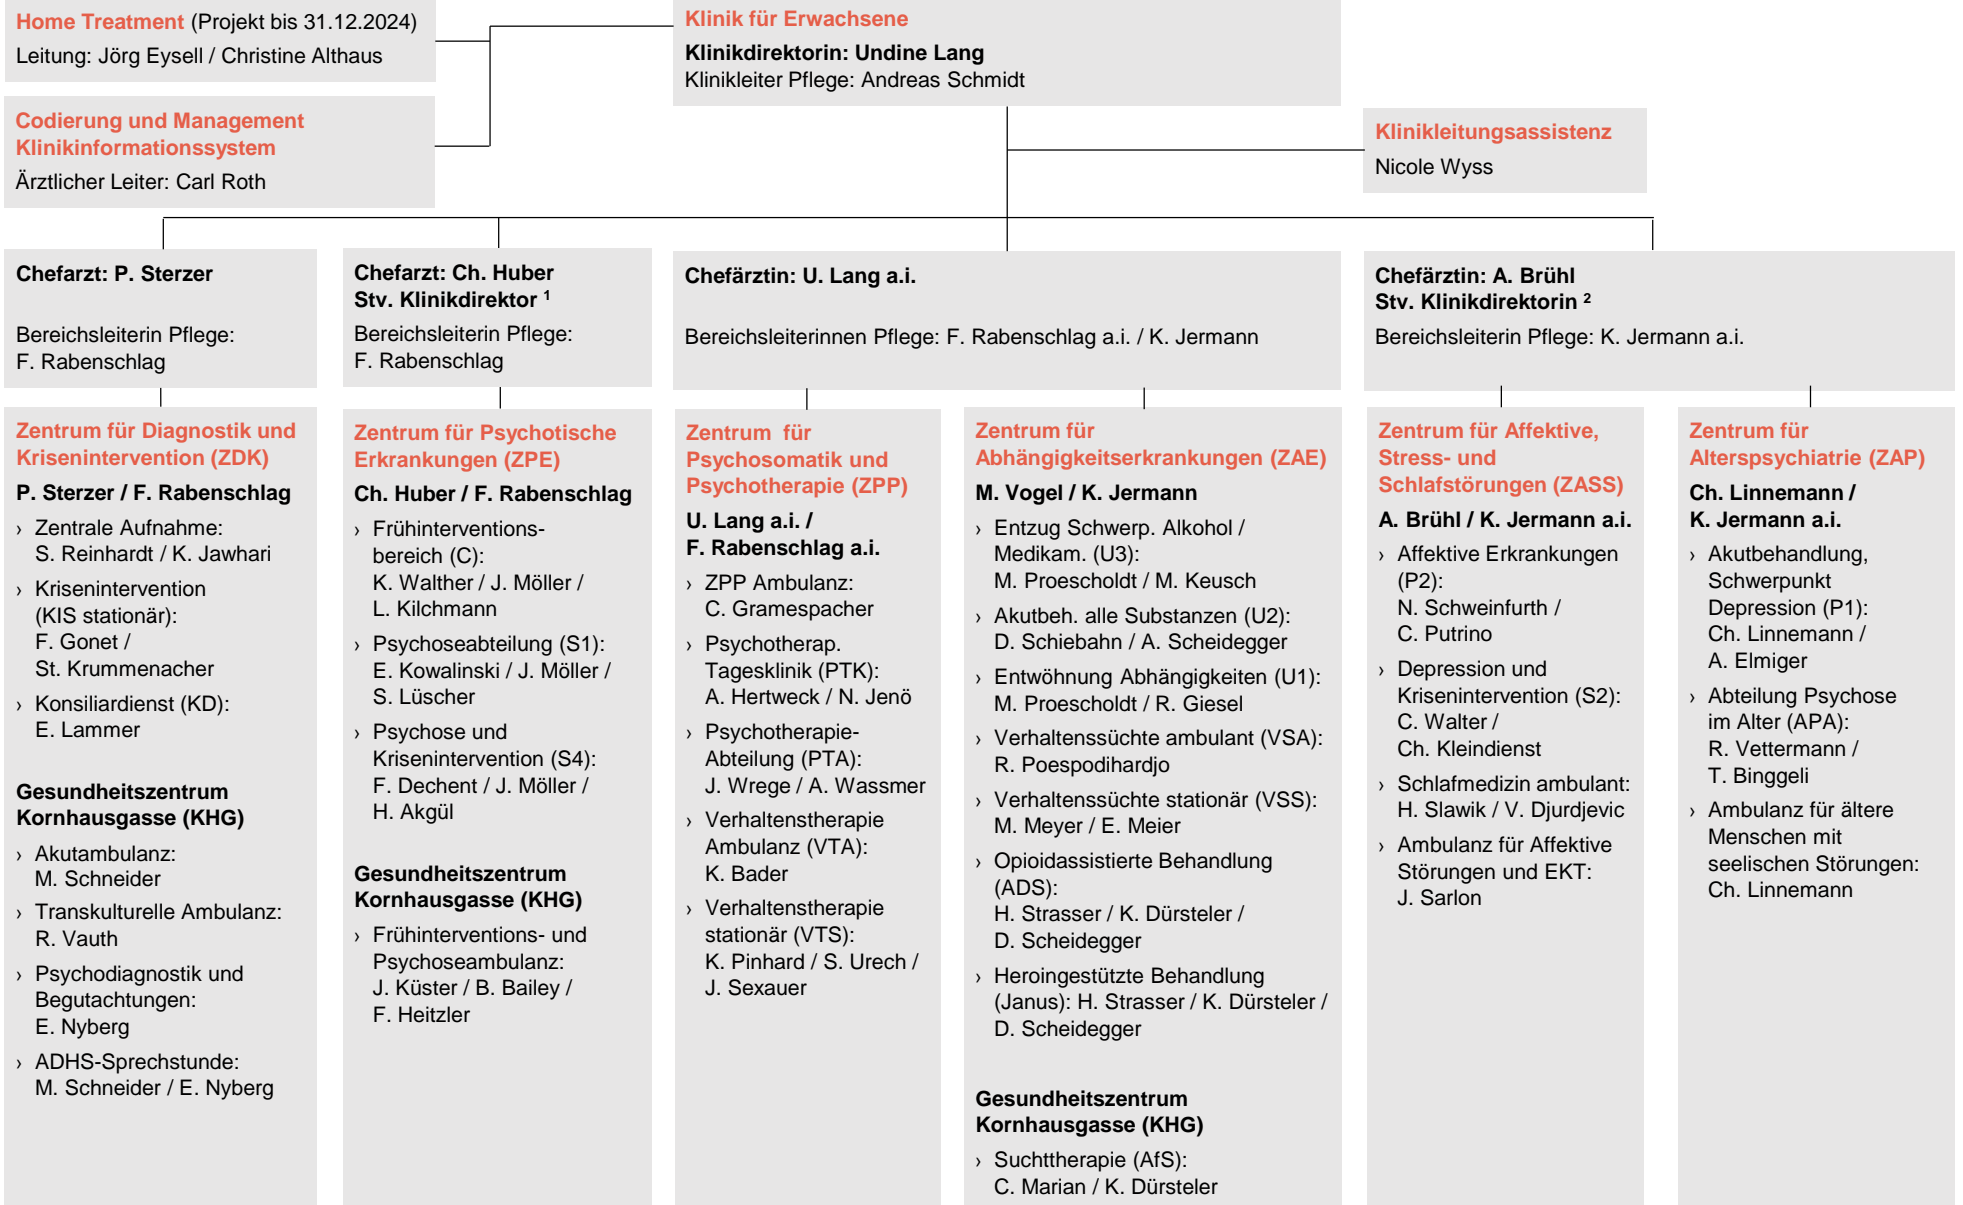 Home Treatment (Projekt bis 31.12.2024)
Leitung: Jörg Eysell / Christine Althaus
Codierung und Management
Klinikinformationssystem
Ärztlicher Leiter: Carl Roth
Klinik für Erwachsene
Klinikdirektorin: Undine Lang
Klinikleiter Pflege: Andreas Schmidt
Klinikleitungsassistenz
Nicole Wyss
Chefarzt: P. Sterzer
Bereichsleiterin Pflege:
F. Rabenschlag
Chefarzt: Ch. Huber
Stv. Klinikdirektor ¹
Bereichsleiterin Pflege:
F. Rabenschlag
Chefärztin: U. Lang a.i.
Bereichsleiterinnen Pflege: F. Rabenschlag a.i. / K. Jermann
Chefärztin: A. Brühl
Stv. Klinikdirektorin ²
Bereichsleiterin Pflege: K. Jermann a.i.
Zentrum für Diagnostik und
Krisenintervention (ZDK)
P. Sterzer / F. Rabenschlag
› Zentrale Aufnahme:
S. Reinhardt / K. Jawhari
› Krisenintervention
(KIS stationär):
F. Gonet /
St. Krummenacher
› Konsiliardienst (KD):
E. Lammer
Gesundheitszentrum
Kornhausgasse (KHG)
› Akutambulanz:
M. Schneider
› Transkulturelle Ambulanz:
R. Vauth
› Psychodiagnostik und
Begutachtungen:
E. Nyberg
› ADHS-Sprechstunde:
M. Schneider / E. Nyberg
Zentrum für Psychotische
Erkrankungen (ZPE)
Ch. Huber / F. Rabenschlag
› Frühinterventions-
bereich (C):
K. Walther / J. Möller /
L. Kilchmann
› Psychoseabteilung (S1):
E. Kowalinski / J. Möller /
S. Lüscher
› Psychose und
Krisenintervention (S4):
F. Dechent / J. Möller /
H. Akgül
Gesundheitszentrum
Kornhausgasse (KHG)
› Frühinterventions- und
Psychoseambulanz:
J. Küster / B. Bailey /
F. Heitzler
Zentrum für
Psychosomatik und
Psychotherapie (ZPP)
U. Lang a.i. /
F. Rabenschlag a.i.
› ZPP Ambulanz:
C. Gramespacher
› Psychotherap.
Tagesklinik (PTK):
A. Hertweck / N. Jenö
› Psychotherapie-
Abteilung (PTA):
J. Wrege / A. Wassmer
› Verhaltenstherapie
Ambulanz (VTA):
K. Bader
› Verhaltenstherapie
stationär (VTS):
K. Pinhard / S. Urech /
J. Sexauer
Zentrum für
Abhängigkeitserkrankungen (ZAE)
M. Vogel / K. Jermann
› Entzug Schwerp. Alkohol /
Medikam. (U3):
M. Proescholdt / M. Keusch
› Akutbeh. alle Substanzen (U2):
D. Schiebahn / A. Scheidegger
› Entwöhnung Abhängigkeiten (U1):
M. Proescholdt / R. Giesel
› Verhaltenssüchte ambulant (VSA):
R. Poespodihardjo
› Verhaltenssüchte stationär (VSS):
M. Meyer / E. Meier
› Opioidassistierte Behandlung
(ADS):
H. Strasser / K. Dürsteler /
D. Scheidegger
› Heroingestützte Behandlung
(Janus): H. Strasser / K. Dürsteler /
D. Scheidegger
Gesundheitszentrum
Kornhausgasse (KHG)
› Suchttherapie (AfS):
C. Marian / K. Dürsteler
Zentrum für Affektive,
Stress- und
Schlafstörungen (ZASS)
A. Brühl / K. Jermann a.i.
› Affektive Erkrankungen
(P2):
N. Schweinfurth /
C. Putrino
› Depression und
Krisenintervention (S2):
C. Walter /
Ch. Kleindienst
› Schlafmedizin ambulant:
H. Slawik / V. Djurdjevic
› Ambulanz für Affektive
Störungen und EKT:
J. Sarlon
Zentrum für
Alterspsychiatrie (ZAP)
Ch. Linnemann /
K. Jermann a.i.
› Akutbehandlung,
Schwerpunkt
Depression (P1):
Ch. Linnemann /
A. Elmiger
› Abteilung Psychose
im Alter (APA):
R. Vettermann /
T. Binggeli
› Ambulanz für ältere
Menschen mit
seelischen Störungen:
Ch. Linnemann